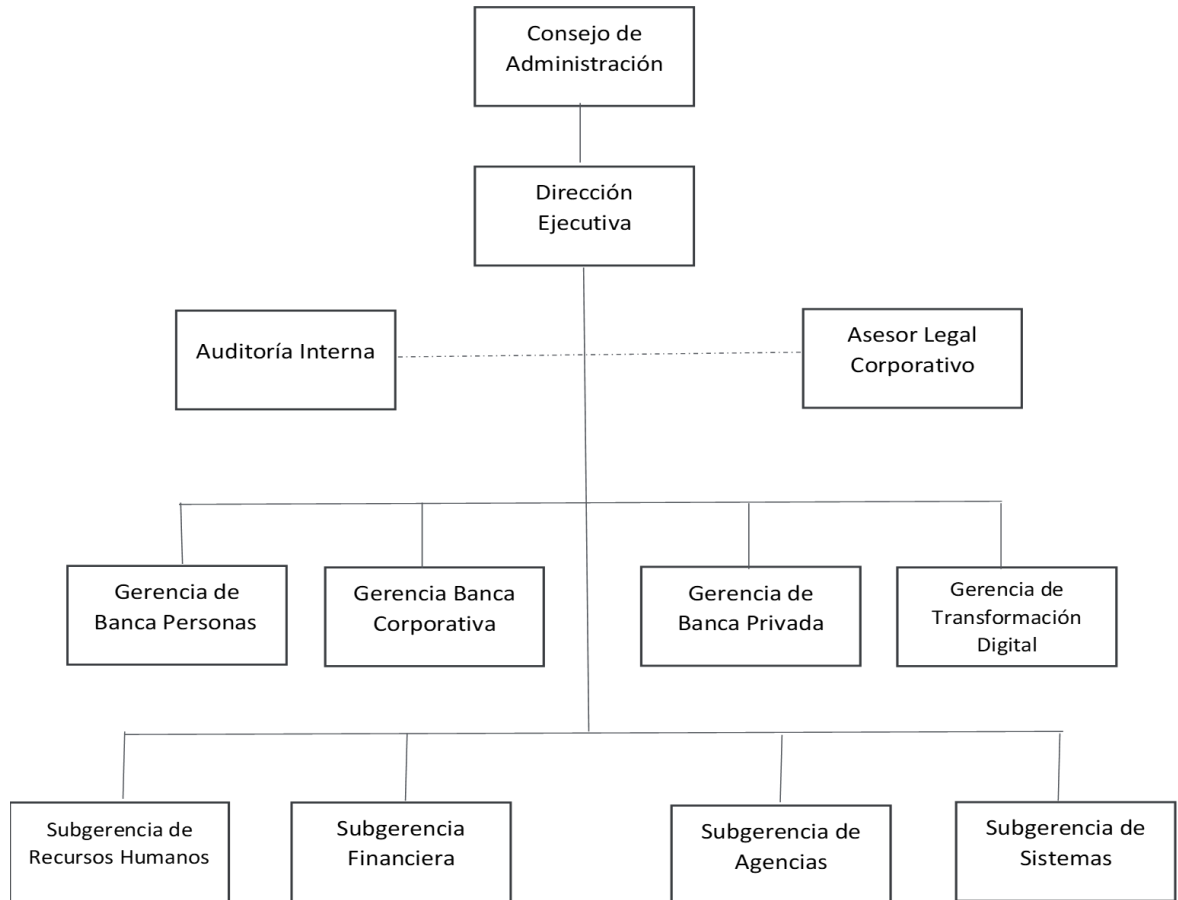 Consejo de
Administración
Dirección
Ejecutiva
Auditoría Interna
Asesor Legal
Corporativo
Gerencia de
Banca Personas
Gerencia Banca
Corporativa
Gerencia de
Banca Privada
Gerencia de
Transformación
Digital
Subgerencia de
Recursos Humanos
Subgerencia
Financiera
Subgerencia de
Agencias
Subgerencia de
Sistemas